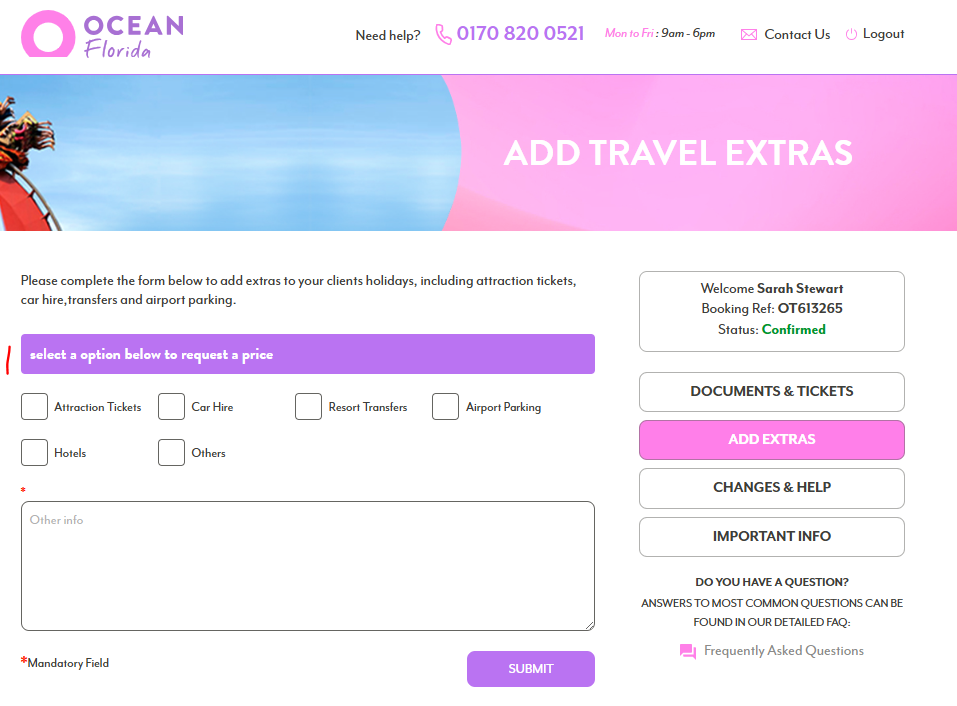 OCEAN
Florida
Need help? 0170 820 0521 Mon to Fri : 9am - 6pm Contact Us Logout
ADD TRAVEL EXTRAS
Please complete the form below to add extras to your clients holidays, including attraction tickets,
car hire,transfers and airport parking.
select a option below to request a price
Attraction Tickets Car Hire Resort Transfers Airport Parking
Hotels Others
*
Other info
*Mandatory Field
SUBMIT
Welcome Sarah Stewart
Booking Ref: OT613265
Status: Confirmed
DOCUMENTS & TICKETS
ADD EXTRAS
CHANGES & HELP
IMPORTANT INFO
DO YOU HAVE A QUESTION?
ANSWERS TO MOST COMMON QUESTIONS CAN BE
FOUND IN OUR DETAILED FAQ:
Frequently Asked Questions